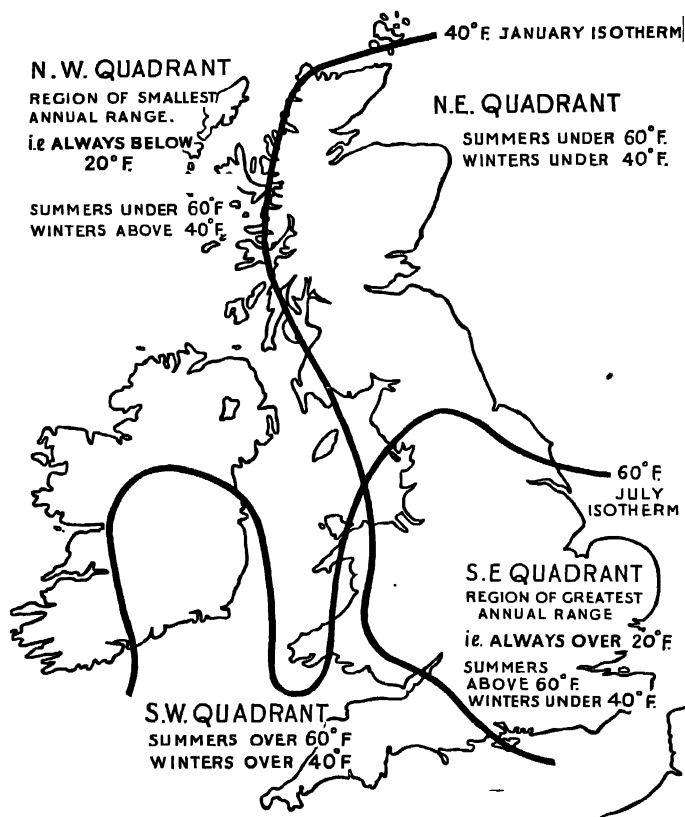 40°F. JANUARY ISOTHERM
N.W. QUADRANT
REGION OF SMALLEST
ANNUAL RANGE.
i.e ALWAYS BELOW
20°F.
SUMMERS UNDER 60°F
WINTERS ABOVE 40°F.
N.E. QUADRANT
SUMMERS UNDER 60°F.
WINTERS UNDER 40°F.
60°F.
JULY
ISOTHERM
S.E QUADRANT
REGION OF GREATEST
ANNUAL RANGE
ie. ALWAYS OVER 20°F.
SUMMERS
ABOVE 60°F.
WINTERS UNDER 40°F.
S.W. QUADRANT
SUMMERS OVER 60°F
WINTERS OVER 40°F.